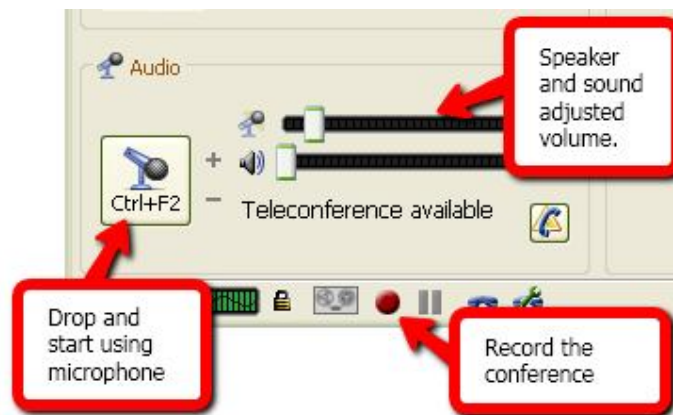 Audio
Speaker
and sound
adjusted
volume.
Ctrl+F2
Teleconference available
Drop and
start using
microphone
Record the
conference